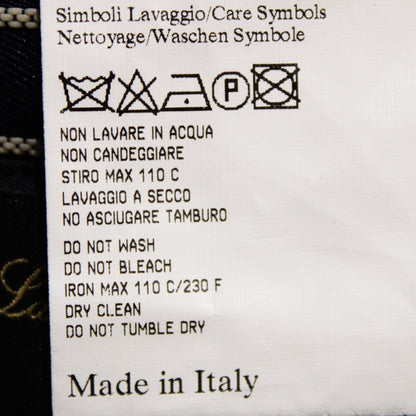 Simboli Lavaggio/Care Symbols
Nettoyage/Waschen Symbole
P
NON LAVARE IN ACQUA
NON CANDEGGIARE
STIRO MAX 110 C
LAVAGGIO A SECCO
NO ASCIUGARE TAMBURO
DO NOT WASH
DO NOT BLEACH
IRON MAX 110 C/230 F
DRY CLEAN
DO NOT TUMBLE DRY
Made in Italy